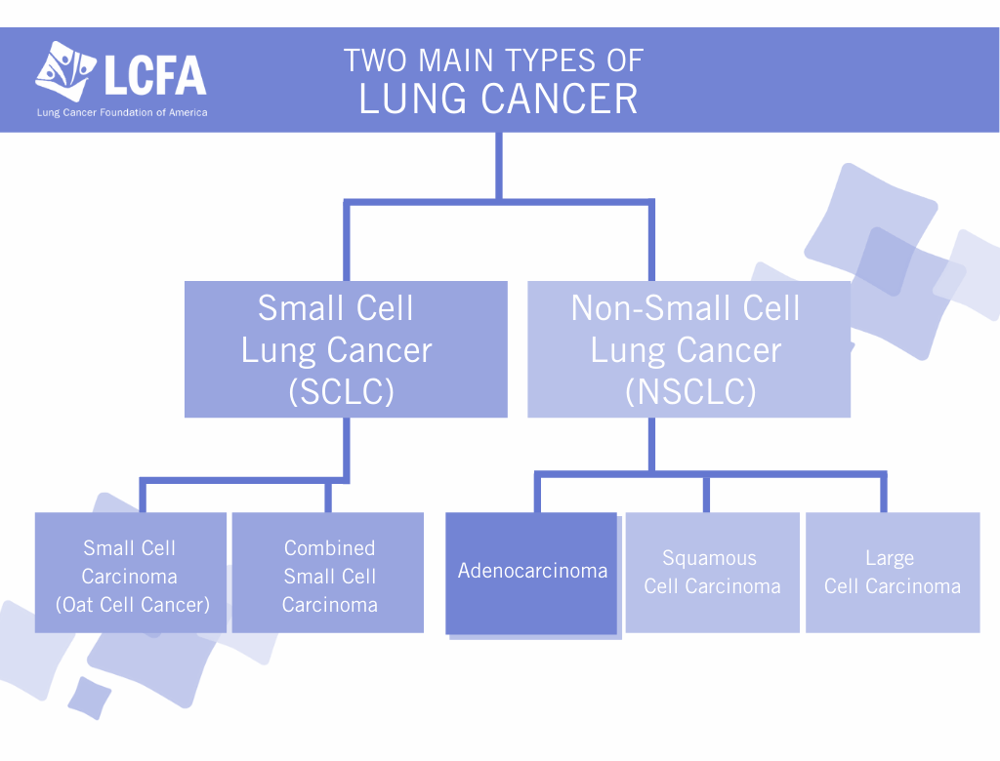 LCFA
Lung Cancer Foundation of America
TWO MAIN TYPES OF
LUNG CANCER
Small Cell
Lung Cancer
(SCLC)
Non-Small Cell
Lung Cancer
(NSCLC)
Small Cell
Carcinoma
(Oat Cell Cancer)
Combined
Small Cell
Carcinoma
Adenocarcinoma
Squamous
Cell Carcinoma
Large
Cell Carcinoma